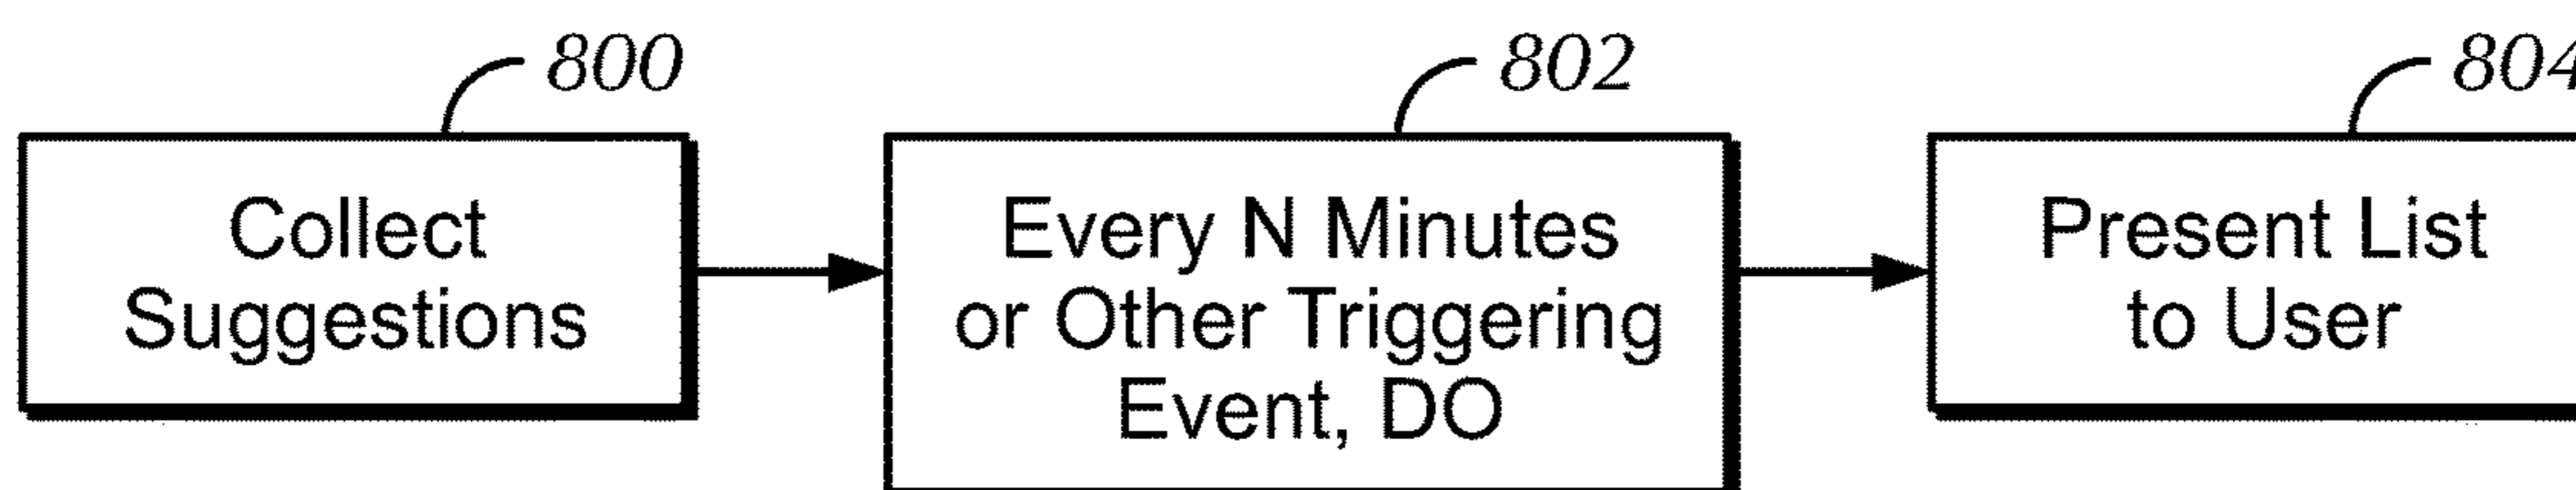 800
802
804
Collect
Suggestions
Every N Minutes
or Other Triggering
Event, DO
Present List
to User